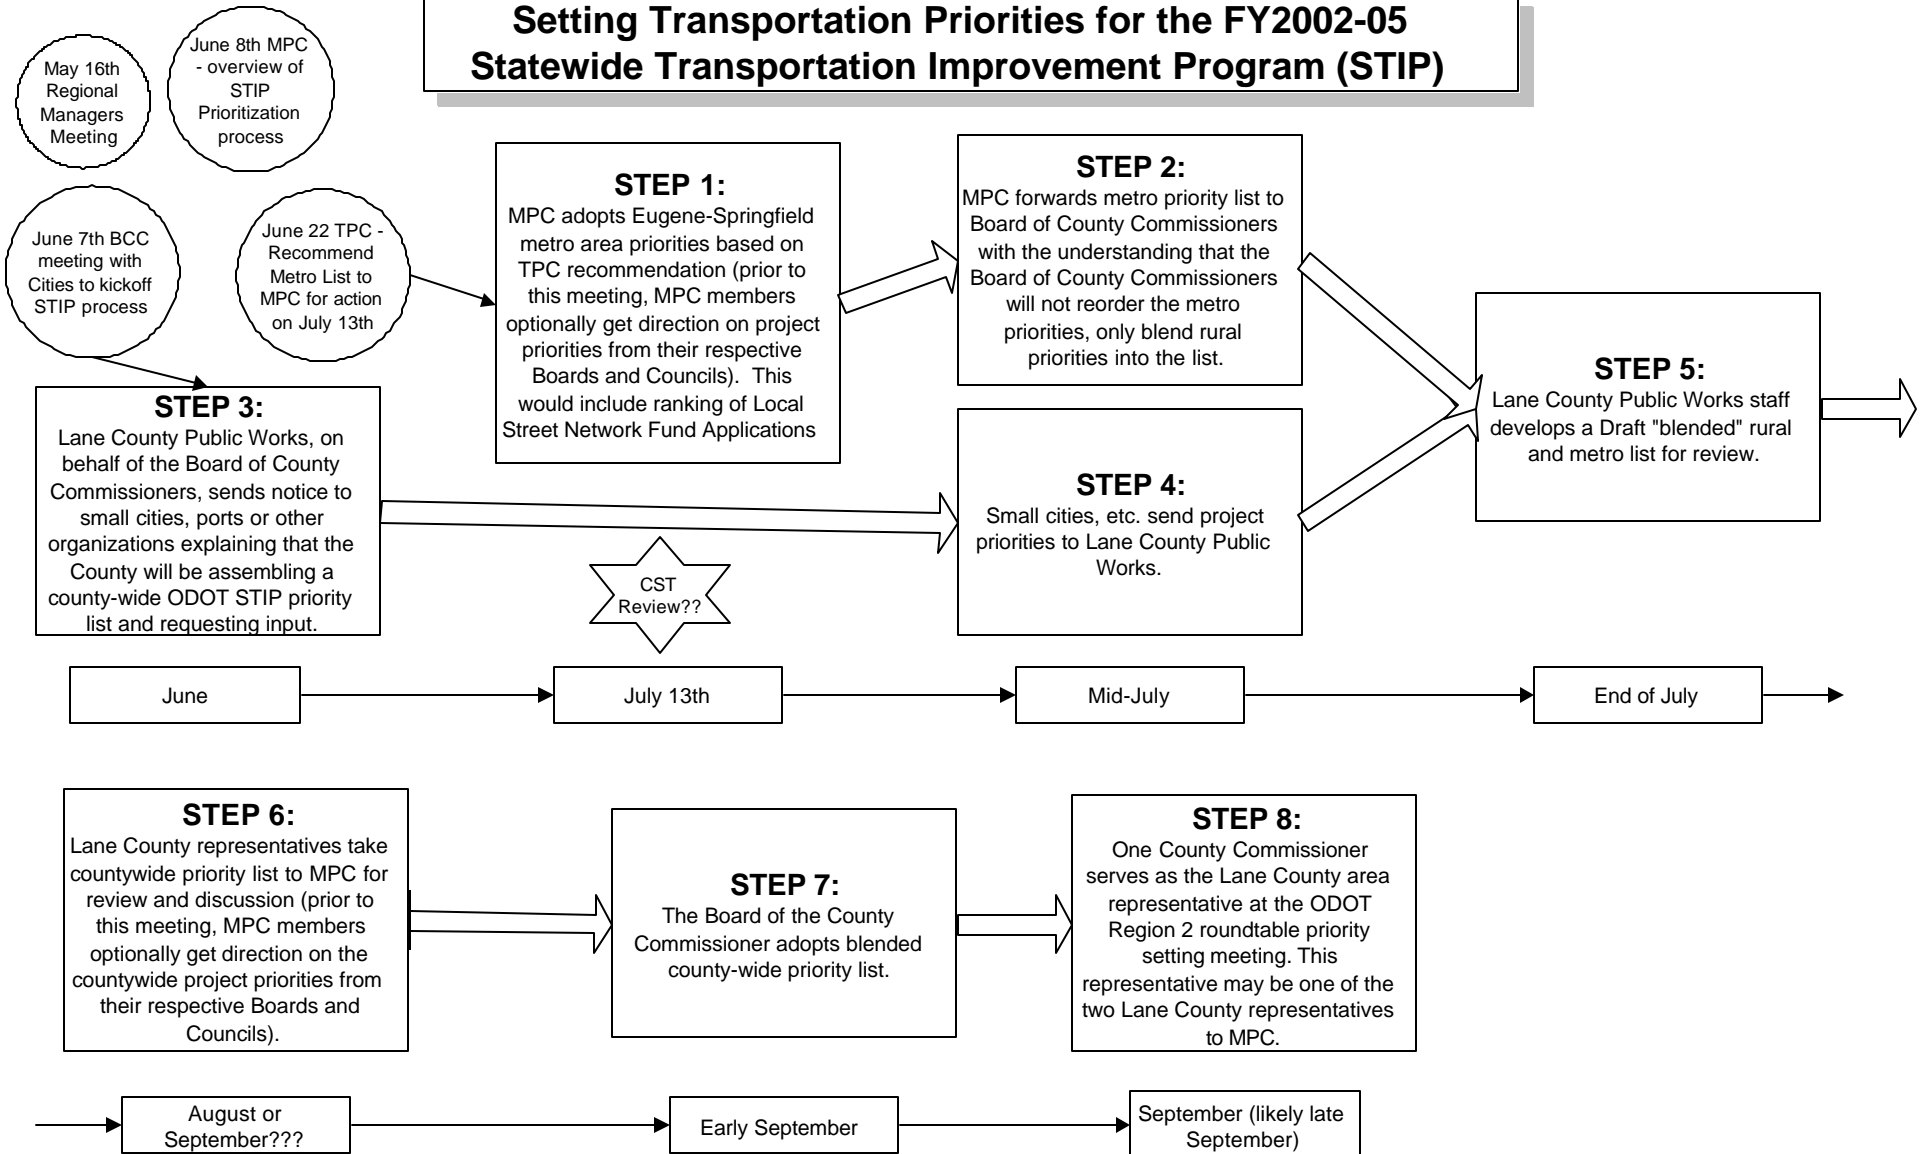 Setting Transportation Priorities for the FY2002-05
Statewide Transportation Improvement Program (STIP)
May 16th
Regional
Managers
Meeting
June 8th MPC
- overview of
STIP
Prioritization
process
June 7th BCC
meeting with
Cities to kickoff
STIP process
June 22 TPC -
Recommend
Metro List to
MPC for action
on July 13th
STEP 1:
MPC adopts Eugene-Springfield
metro area priorities based on
TPC recommendation (prior to
this meeting, MPC members
optionally get direction on project
priorities from their respective
Boards and Councils).  This
would include ranking of Local
Street Network Fund Applications
STEP 2:
MPC forwards metro priority list to
Board of County Commissioners
with the understanding that the
Board of County Commissioners
will not reorder the metro
priorities, only blend rural
priorities into the list.
STEP 3:
Lane County Public Works, on
behalf of the Board of County
Commissioners, sends notice to
small cities, ports or other
organizations explaining that the
County will be assembling a
county-wide ODOT STIP priority
list and requesting input.
CST
Review??
STEP 4:
Small cities, etc. send project
priorities to Lane County Public
Works.
STEP 5:
Lane County Public Works staff
develops a Draft "blended" rural
and metro list for review.
June
July 13th
Mid-July
End of July
STEP 6:
Lane County representatives take
countywide priority list to MPC for
review and discussion (prior to
this meeting, MPC members
optionally get direction on the
countywide project priorities from
their respective Boards and
Councils).
STEP 7:
The Board of the County
Commissioner adopts blended
county-wide priority list.
STEP 8:
One County Commissioner
serves as the Lane County area
representative at the ODOT
Region 2 roundtable priority
setting meeting. This
representative may be one of the
two Lane County representatives
to MPC.
August or
September???
Early September
September (likely late
September)